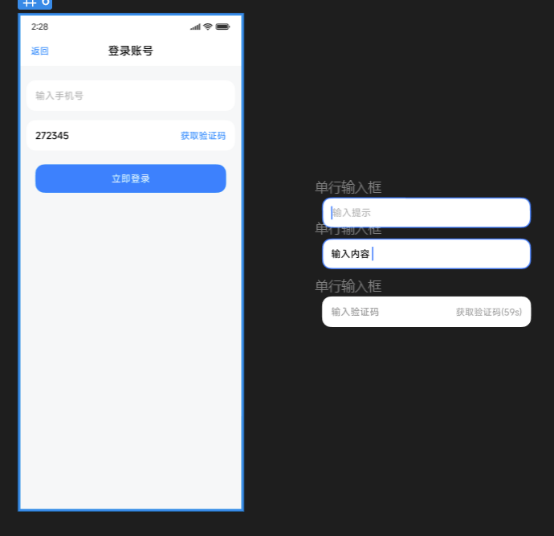 2:28
返回
登录账号
输入手机号
272345
获取验证码
立即登录
单行输入框
输入提示
单行输入框
输入内容
单行输入框
输入验证码
获取验证码(59s)